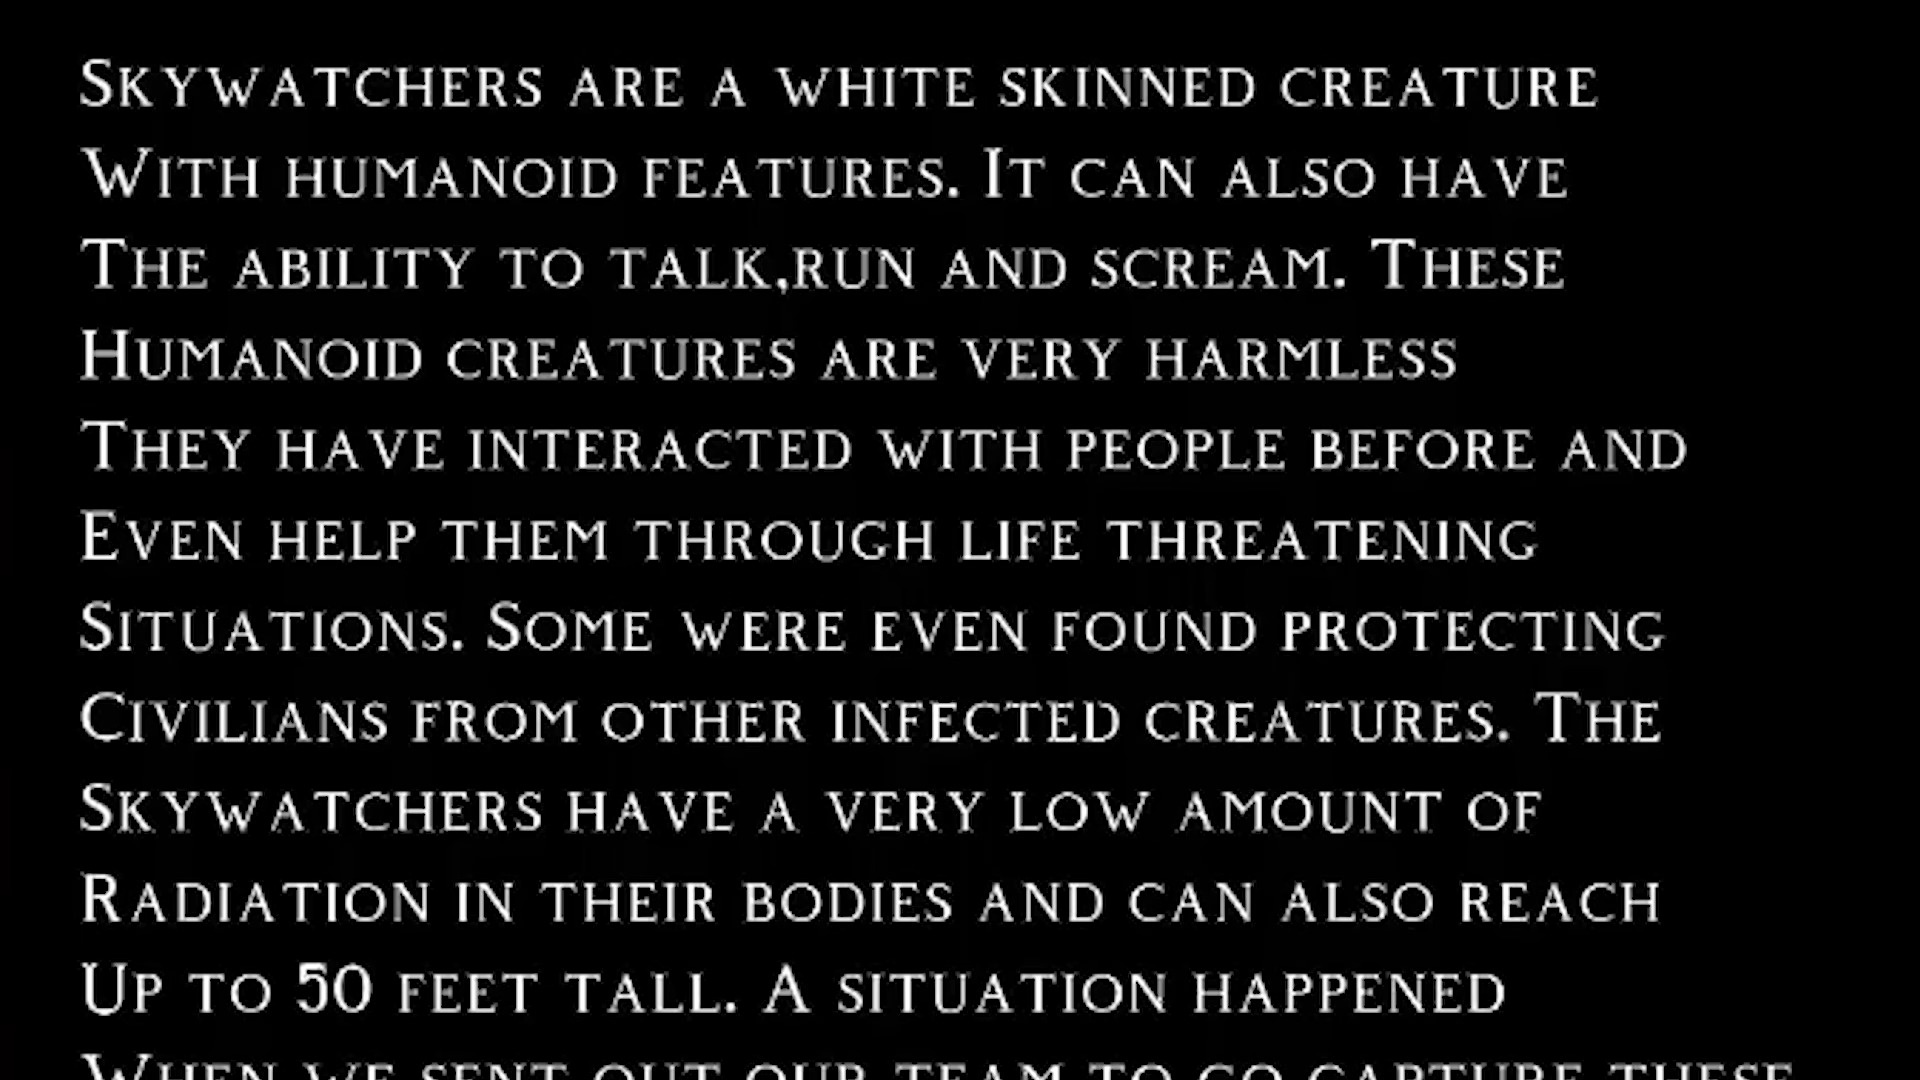 Skywatchers are a white skinned creature
With humanoid features. It can also have
The ability to talk,run and scream. These
Humanoid creatures are very harmless
They have interacted with people before and
Even help them through life threatening
Situations. Some were even found protecting
Civilians from other infected creatures. The
Skywatchers have a very low amount of
Radiation in their bodies and can also reach
Up to 50 feet tall. A situation happened
When we sent out our team to go capture these